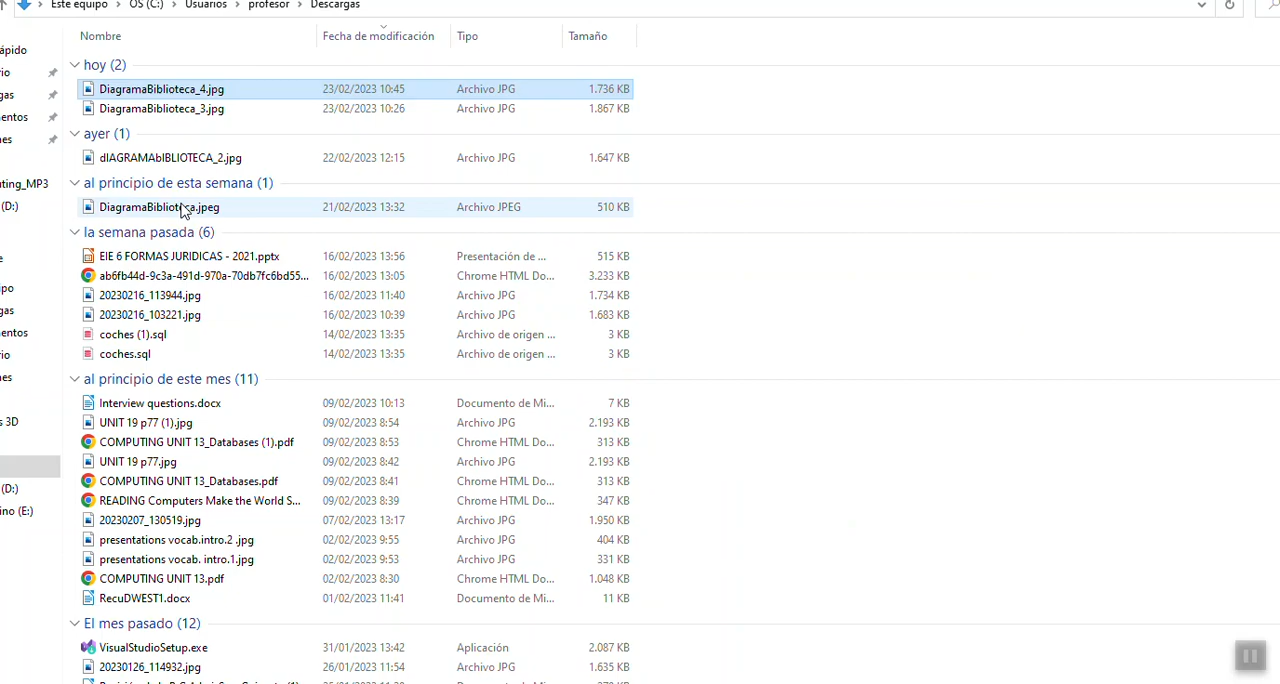 Este equipo > OS (C:) > Usuarios > profesor > Descargas
Nombre Fecha de modificación Tipo Tamaño
ápido
hoy (2)
rio
DiagramaBiblioteca_4.jpg 23/02/2023 10:45 Archivo JPG 1.736 KB
gas
DiagramaBiblioteca_3.jpg 23/02/2023 10:26 Archivo JPG 1.867 KB
entos
ayer (1)
nes
dIAGRAMAbIBLIOTECA_2.jpg 22/02/2023 12:15 Archivo JPG 1.647 KB
al principio de esta semana (1)
uting_MP3
DiagramaBiblioteca.jpeg 21/02/2023 13:32 Archivo JPEG 510 KB
(D:)
la semana pasada (6)
EIE 6 FORMAS JURIDICAS - 2021.pptx 16/02/2023 13:56 Presentación de ... 515 KB
e
ab6fb44d-9c3a-491d-970a-70db7fc6bd55... 16/02/2023 13:05 Chrome HTML Do... 3.233 KB
ipo
20230216_113944.jpg 16/02/2023 11:40 Archivo JPG 1.734 KB
gas
20230216_103221.jpg 16/02/2023 10:39 Archivo JPG 1.683 KB
entos
coches (1).sql 14/02/2023 13:35 Archivo de origen ... 3 KB
rio
coches.sql 14/02/2023 13:35 Archivo de origen ... 3 KB
nes
al principio de este mes (11)
Interview questions.docx 09/02/2023 10:13 Documento de Mi... 7 KB
s 3D
UNIT 19 p77 (1).jpg 09/02/2023 8:54 Archivo JPG 2.193 KB
COMPUTING UNIT 13_Databases (1).pdf 09/02/2023 8:53 Chrome HTML Do... 313 KB
UNIT 19 p77.jpg 09/02/2023 8:42 Archivo JPG 2.193 KB
COMPUTING UNIT 13_Databases.pdf 09/02/2023 8:41 Chrome HTML Do... 313 KB
(D:)
READING Computers Make the World S... 09/02/2023 8:39 Chrome HTML Do... 347 KB
ino (E:)
20230207_130519.jpg 07/02/2023 13:17 Archivo JPG 1.950 KB
presentations vocab.intro.2 .jpg 02/02/2023 9:55 Archivo JPG 404 KB
presentations vocab. intro.1.jpg 02/02/2023 9:53 Archivo JPG 331 KB
COMPUTING UNIT 13.pdf 02/02/2023 8:30 Chrome HTML Do... 1.048 KB
RecuDWEST1.docx 01/02/2023 11:41 Documento de Mi... 11 KB
El mes pasado (12)
VisualStudioSetup.exe 31/01/2023 13:42 Aplicación 2.087 KB
20230126_114932.jpg 26/01/2023 11:54 Archivo JPG 1.635 KB